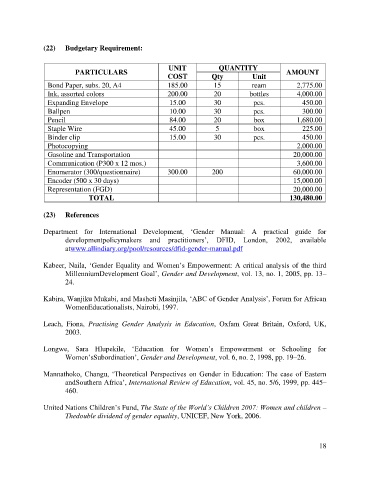 (22) Budgetary Requirement:
PARTICULARS UNIT COST QUANTITY Qty Unit AMOUNT
Bond Paper, subs. 20, A4 185.00 15 ream 2,775.00
Ink, assorted colors 200.00 20 bottles 4,000.00
Expanding Envelope 15.00 30 pcs. 450.00
Ballpen 10.00 30 pcs. 300.00
Pencil 84.00 20 box 1,680.00
Staple Wire 45.00 5 box 225.00
Binder clip 15.00 30 pcs. 450.00
Photocopying 2,000.00
Gasoline and Transportation 20,000.00
Communication (P300 x 12 mos.) 3,600.00
Enumerator (300/questionnaire) 300.00 200 60,000.00
Encoder (500 x 30 days) 15,000.00
Representation (FGD) 20,000.00
TOTAL 130,480.00
(23) References
Department for International Development, ‘Gender Manual: A practical guide for
developmentpolicymakers and practitioners’, DFID, London, 2002, available
atwww.allindiary.org/pool/resources/dfid-gender-manual.pdf
Kabeer, Naila, ‘Gender Equality and Women’s Empowerment: A critical analysis of the third
MillenniumDevelopment Goal’, Gender and Development, vol. 13, no. 1, 2005, pp. 13–
24.
Kabira, Wanjiku Mukabi, and Masheti Masinjila, ‘ABC of Gender Analysis’, Forum for African
WomenEducationalists, Nairobi, 1997.
Leach, Fiona, Practising Gender Analysis in Education, Oxfam Great Britain, Oxford, UK,
2003.
Longwe, Sara Hlupekile, ‘Education for Women’s Empowerment or Schooling for
Women’sSubordination’, Gender and Development, vol. 6, no. 2, 1998, pp. 19–26.
Mannathoko, Changu, ‘Theoretical Perspectives on Gender in Education: The case of Eastern
andSouthern Africa’, International Review of Education, vol. 45, no. 5/6, 1999, pp. 445–
460.
United Nations Children’s Fund, The State of the World’s Children 2007: Women and children –
Thedouble dividend of gender equality, UNICEF, New York, 2006.
18